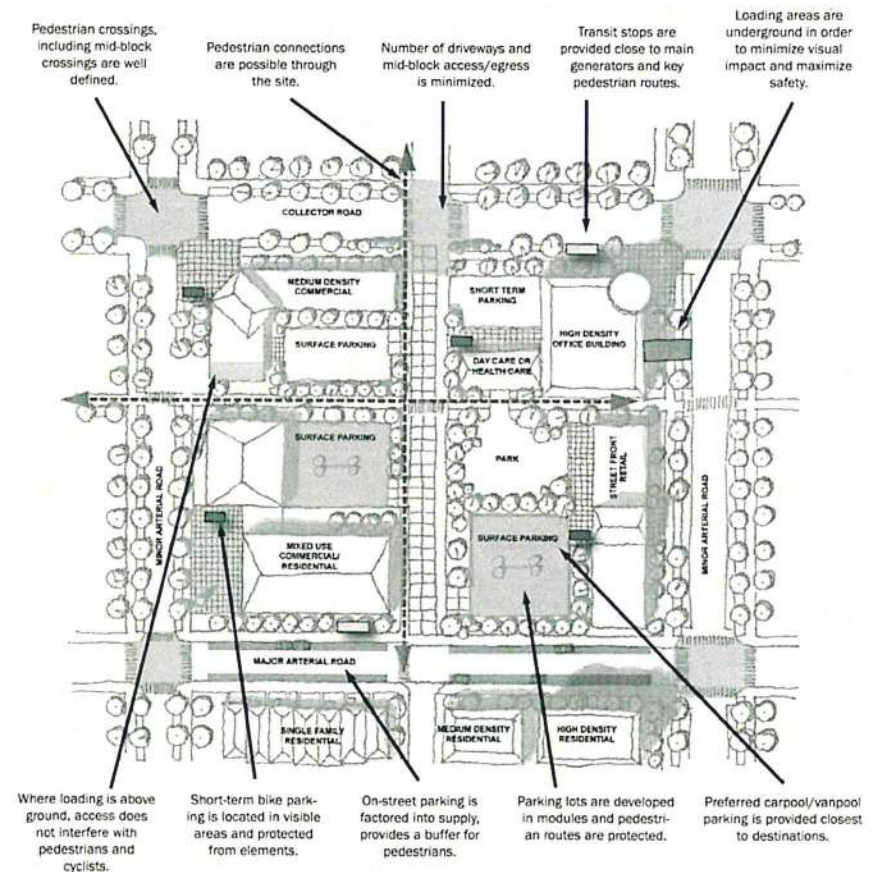 Pedestrian crossings,
including mid-block
crossings are well
defined.
Pedestrian connections
are possible through
the site.
Number of driveways and
mid-block access/egress
is minimized.
Transit stops are
provided close to main
generators and key
pedestrian routes.
Loading areas are
underground in order
to minimize visual
impact and maximize
safety.
COLLECTOR ROAD
MEDIUM DENSITY
COMMERCIAL
SURFACE PARKING
SHORT TERM
PARKING
DAY CARE OR
HEALTH CARE
HIGH DENSITY
OFFICE BUILDING
MINOR ARTERIAL ROAD
SURFACE PARKING
MIXED USE
COMMERCIAL/
RESIDENTIAL
PARK
STREET FRONT
RETAIL
SURFACE PARKING
MINOR ARTERIAL ROAD
MAJOR ARTERIAL ROAD
SINGLE FAMILY
RESIDENTIAL
MEDIUM DENSITY
RESIDENTIAL
HIGH DENSITY
RESIDENTIAL
Where loading is above
ground, access does
not interfere with
pedestrians and
cyclists.
Short-term bike park-
ing is located in visible
areas and protected
from elements.
On-street parking is
factored into supply,
provides a buffer for
pedestrians.
Parking lots are developed
in modules and pedestri-
an routes are protected.
Preferred carpool/vanpool
parking is provided closest
to destinations.